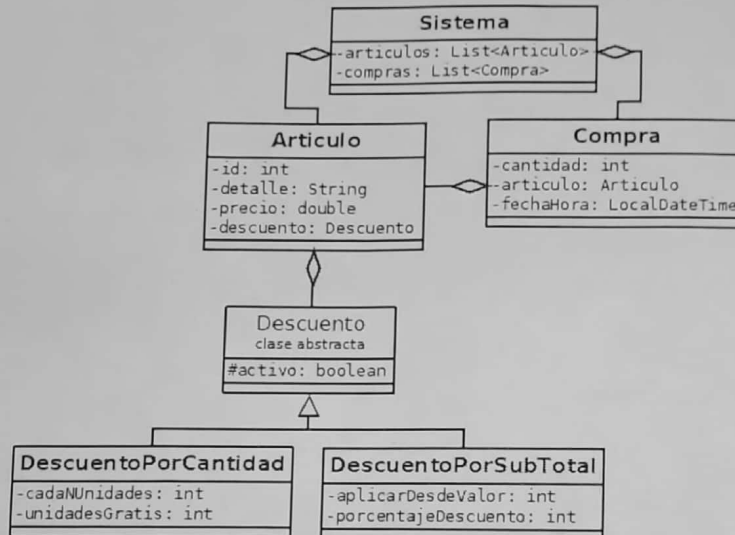 Sistema
-articulos: List<Articulo>
-compras: List<Compra>
Articulo
-id: int
-detalle: String
-precio: double
-descuento: Descuento
Compra
-cantidad: int
-articulo: Articulo
-fechaHora: LocalDateTime
Descuento
clase abstracta
#activo: boolean
DescuentoPorCantidad
-cadaNUnidades: int
-unidadesGratis: int
DescuentoPorSubTotal
-aplicarDesdeValor: int
-porcentajeDescuento: int